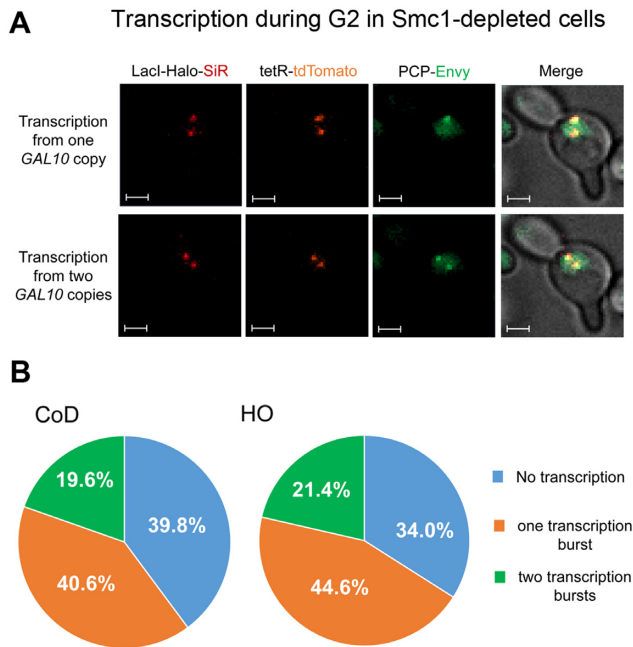 A
Transcription during G2 in Smc1-depleted cells
LacI-Halo-SiR
tetR-tdTomato
PCP-Envy
Merge
Transcription
from one
GAL10 copy
Transcription
from two
GAL10 copies
B
CoD
HO
19.6%
39.8%
40.6%
21.4%
34.0%
44.6%
No transcription
one transcription
burst
two transcription
bursts